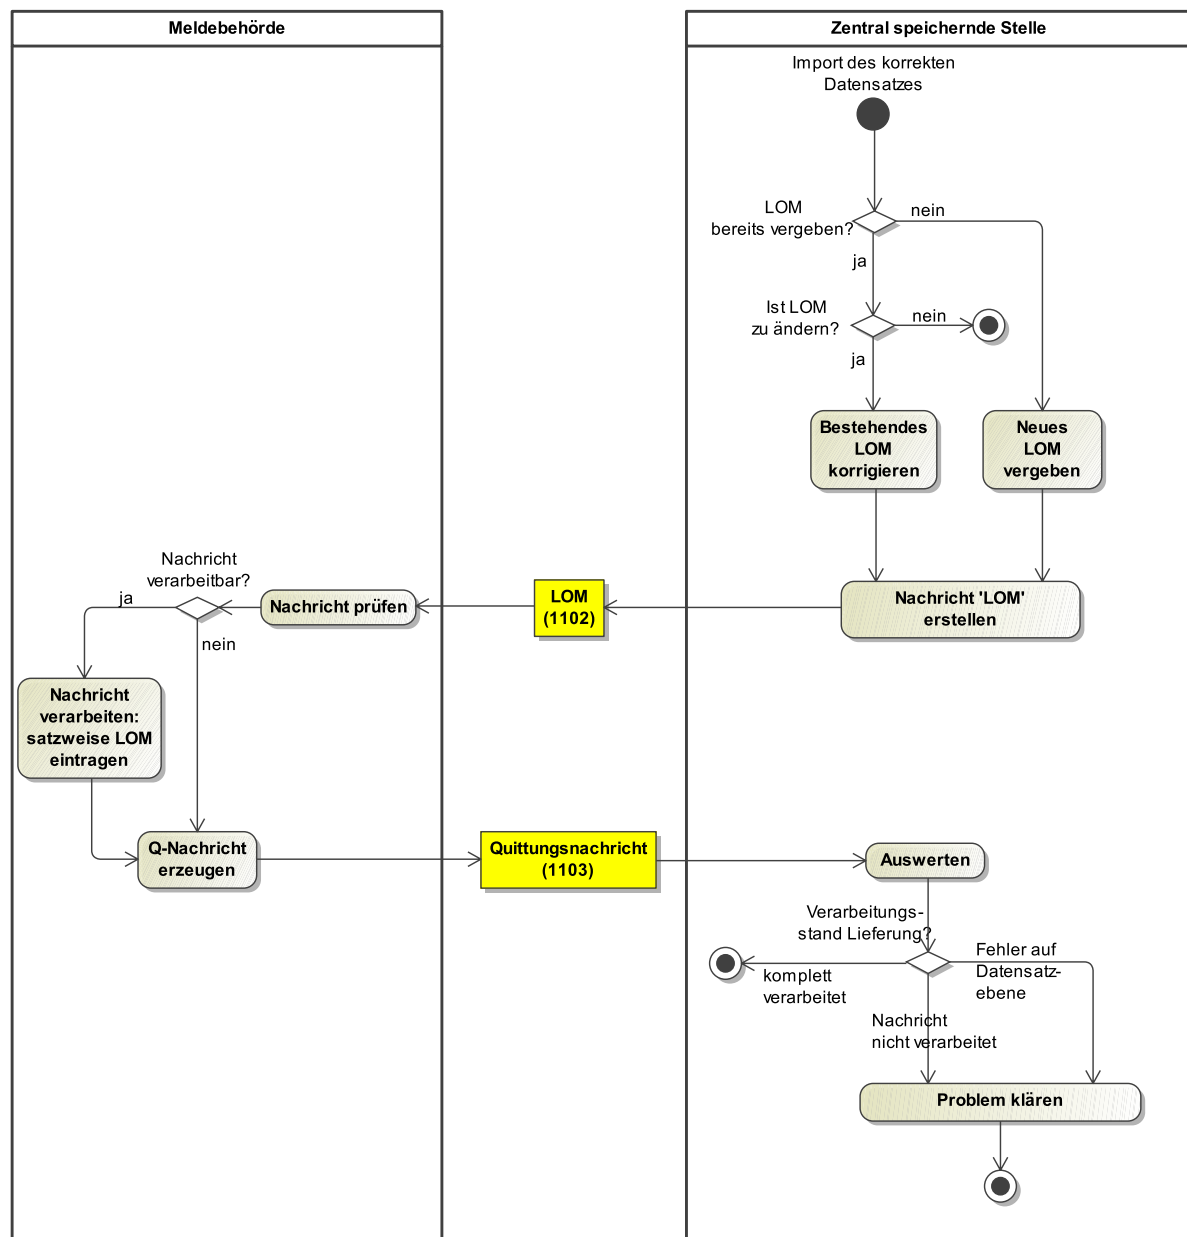 Meldebehörde
Zentral speichernde Stelle
Import des korrekten
Datensatzes
LOM
bereits vergeben?
nein
ja
Ist LOM
zu ändern?
nein
ja
Bestehendes
LOM
korrigieren
Neues
LOM
vergeben
Nachricht 'LOM'
erstellen
LOM
(1102)
Nachricht prüfen
Nachricht
verarbeitbar?
ja
nein
Nachricht
verarbeiten:
satzweise LOM
eintragen
Q-Nachricht
erzeugen
Quittungsnachricht
(1103)
Auswerten
Verarbeitungs-
stand Lieferung?
komplett
verarbeitet
Fehler auf
Datensatz-
ebene
Nachricht
nicht verarbeitet
Problem klären